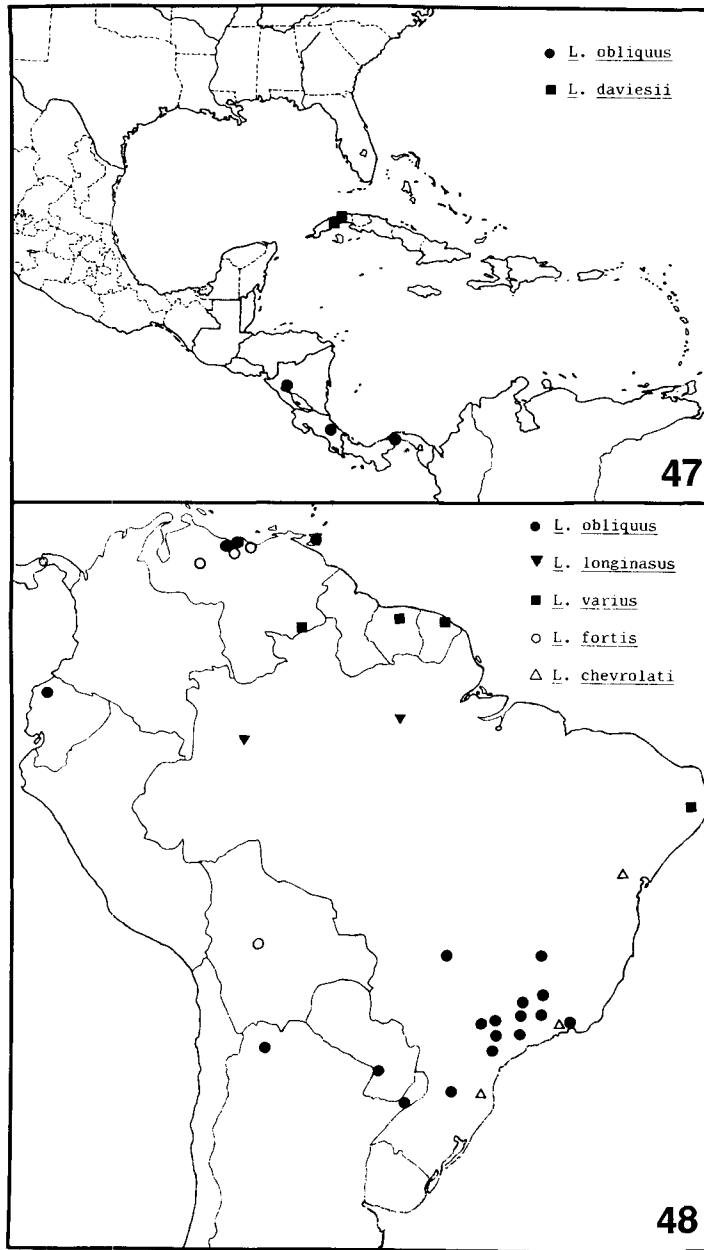 ● L. obliquus
■ L. daviesii
47
● L. obliquus
▼ L. longinasus
■ L. varius
○ L. fortis
△ L. chevrolati
48